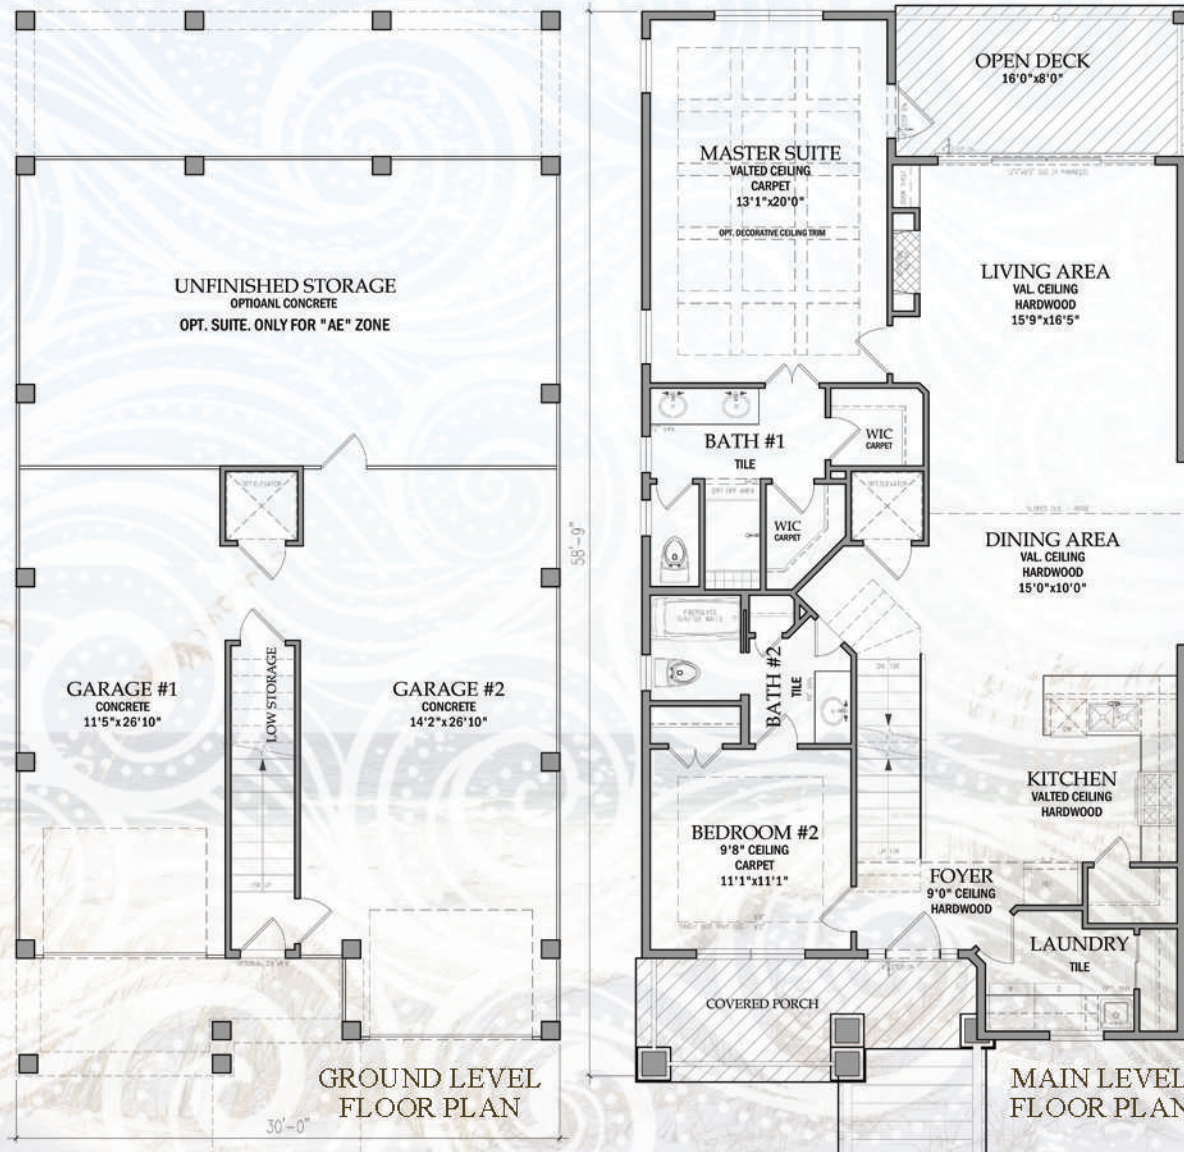 UNFINISHED STORAGE
OPTIOANL CONCRETE
OPT. SUITE. ONLY FOR "AE" ZONE
OPT ELEVATOR
GARAGE #1
CONCRETE
11'5"x26'10"
LOW STORAGE
GARAGE #2
CONCRETE
14'2"x26'10"
GROUND LEVEL
FLOOR PLAN
30'-0"
58'-9"
OPEN DECK
16'0"x8'0"
MASTER SUITE
VALTED CEILING
CARPET
13'1"x20'0"
OPT. DECORATIVE CEILING TRIM
LIVING AREA
VAL. CEILING
HARDWOOD
15'9"x16'5"
BATH #1
TILE
WIC
CARPET
WIC
CARPET
OPT ELEVATOR
DINING AREA
VAL. CEILING
HARDWOOD
15'0"x10'0"
BATH #2
TILE
KITCHEN
VALTED CEILING
HARDWOOD
BEDROOM #2
9'8" CEILING
CARPET
11'1"x11'1"
FOYER
9'0" CEILING
HARDWOOD
LAUNDRY
TILE
COVERED PORCH
MAIN LEVEL
FLOOR PLAN